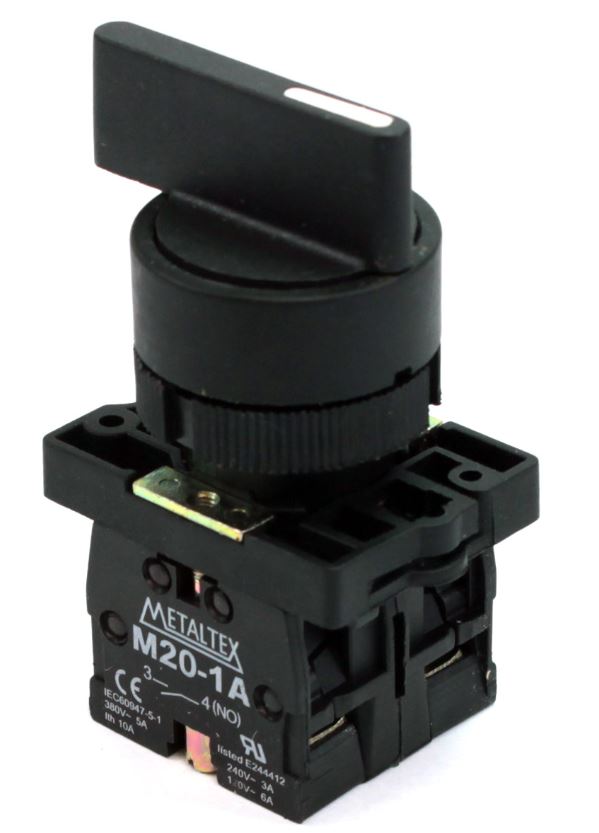 METALTEX
M20-1A
3
4 (NO)
CE
IEC60947-5-1
380V~ 5A
Ith 10A
listed E244412
240V~ 3A
120V~ 6A